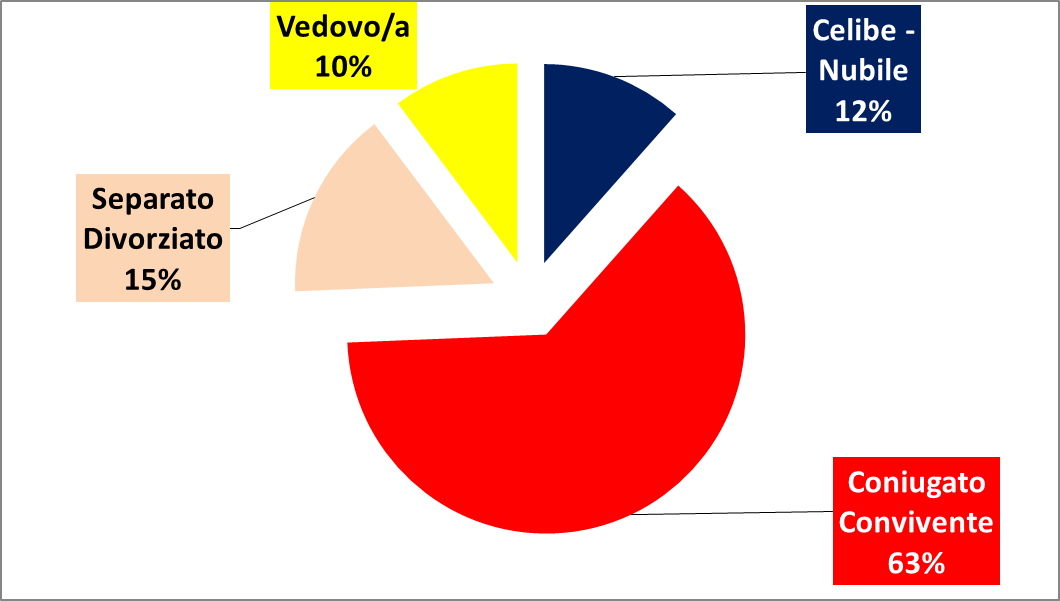 Vedovo/a
10%
Celibe -
Nubile
12%
Separato
Divorziato
15%
Coniugato
Convivente
63%